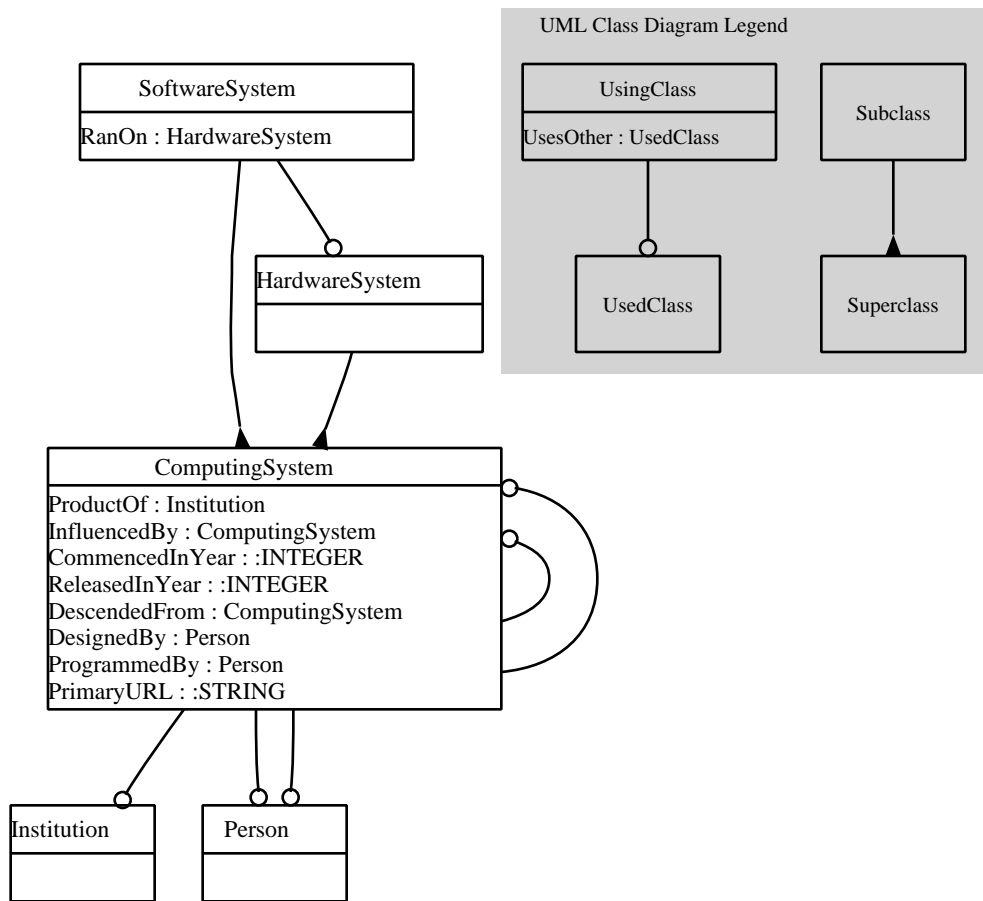 UML Class Diagram Legend
SoftwareSystem
RanOn : HardwareSystem
UsingClass
UsesOther : UsedClass
Subclass
HardwareSystem
UsedClass
Superclass
ComputingSystem
ProductOf : Institution
InfluencedBy : ComputingSystem
CommencedInYear : :INTEGER
ReleasedInYear : :INTEGER
DescendedFrom : ComputingSystem
DesignedBy : Person
ProgrammedBy : Person
PrimaryURL : :STRING
Institution
Person